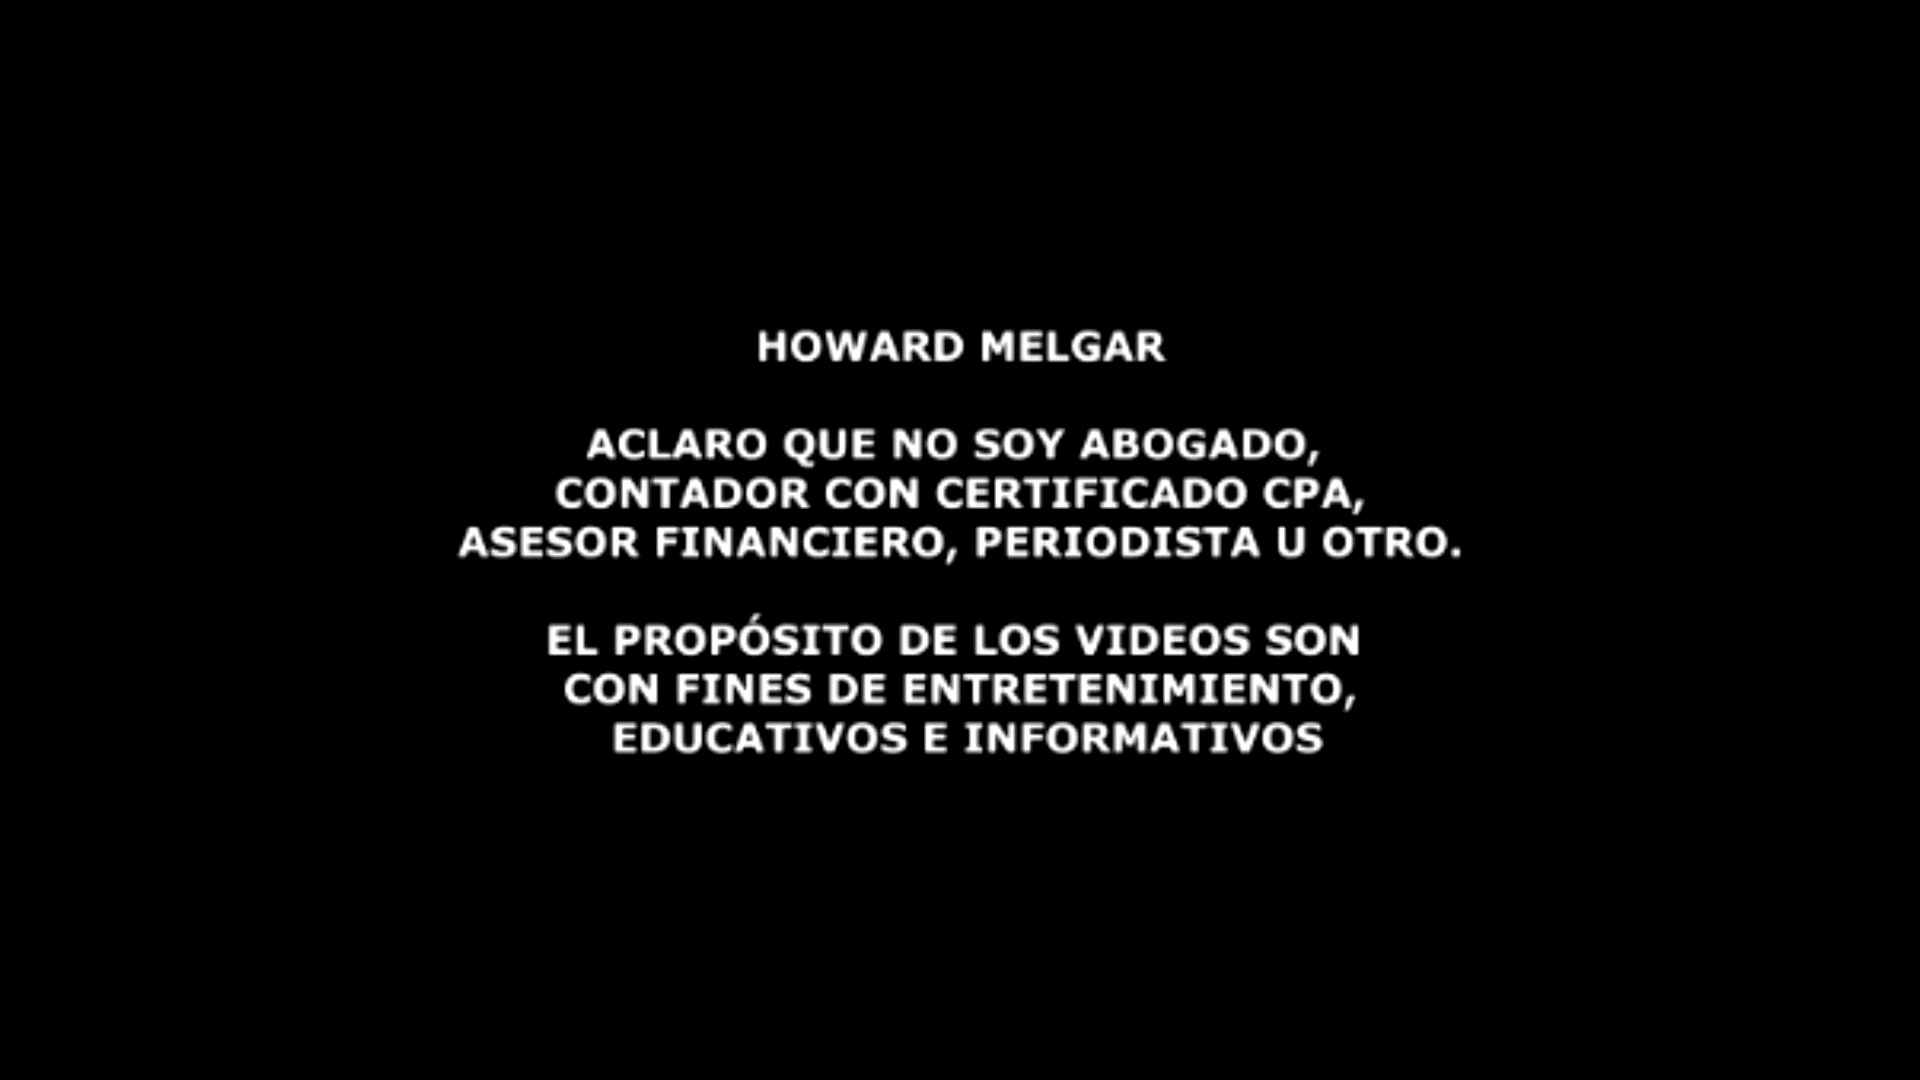 HOWARD MELGAR
ACLARO QUE NO SOY ABOGADO,
CONTADOR CON CERTIFICADO CPA,
ASESOR FINANCIERO, PERIODISTA U OTRO.
EL PROPÓSITO DE LOS VIDEOS SON
CON FINES DE ENTRETENIMIENTO,
EDUCATIVOS E INFORMATIVOS